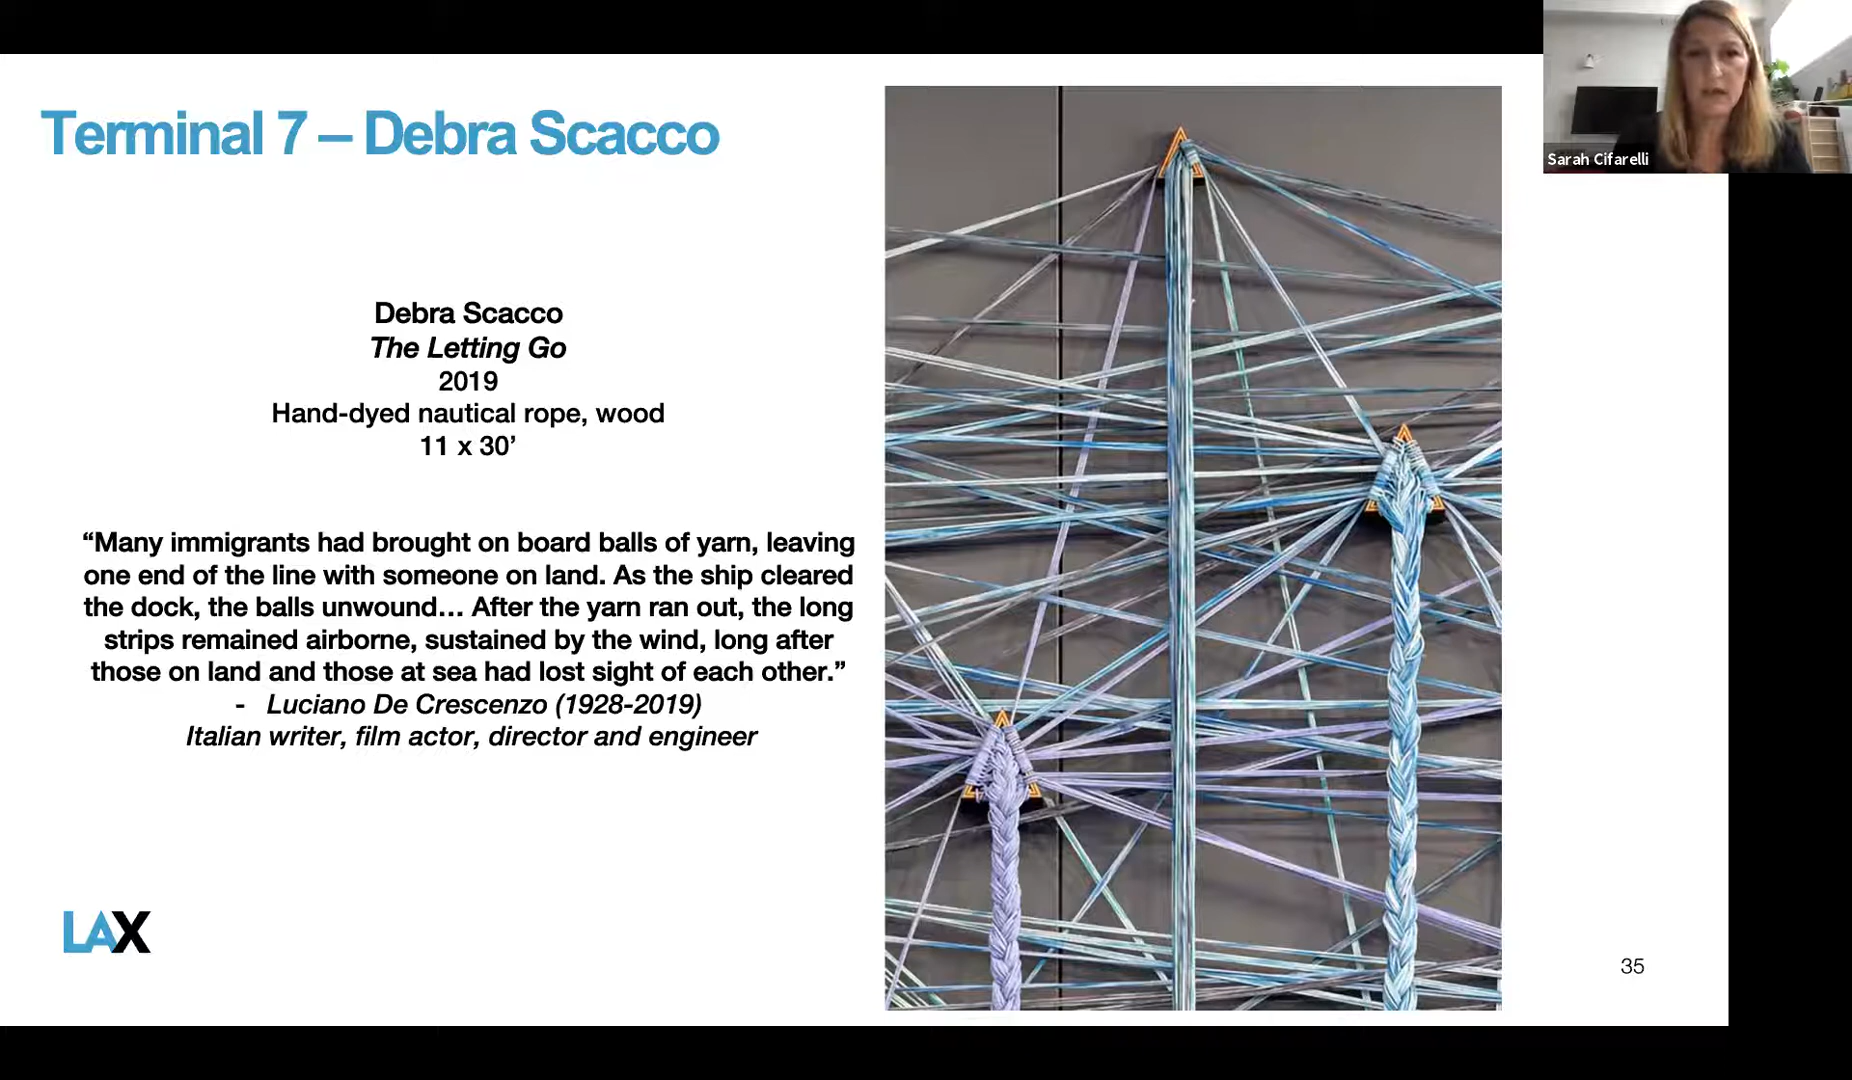 Terminal 7 – Debra Scacco
Sarah Cifarelli
Debra Scacco
The Letting Go
2019
Hand-dyed nautical rope, wood
11 x 30’
“Many immigrants had brought on board balls of yarn, leaving
one end of the line with someone on land. As the ship cleared
the dock, the balls unwound… After the yarn ran out, the long
strips remained airborne, sustained by the wind, long after
those on land and those at sea had lost sight of each other.”
- Luciano De Crescenzo (1928-2019)
Italian writer, film actor, director and engineer
LAX
35